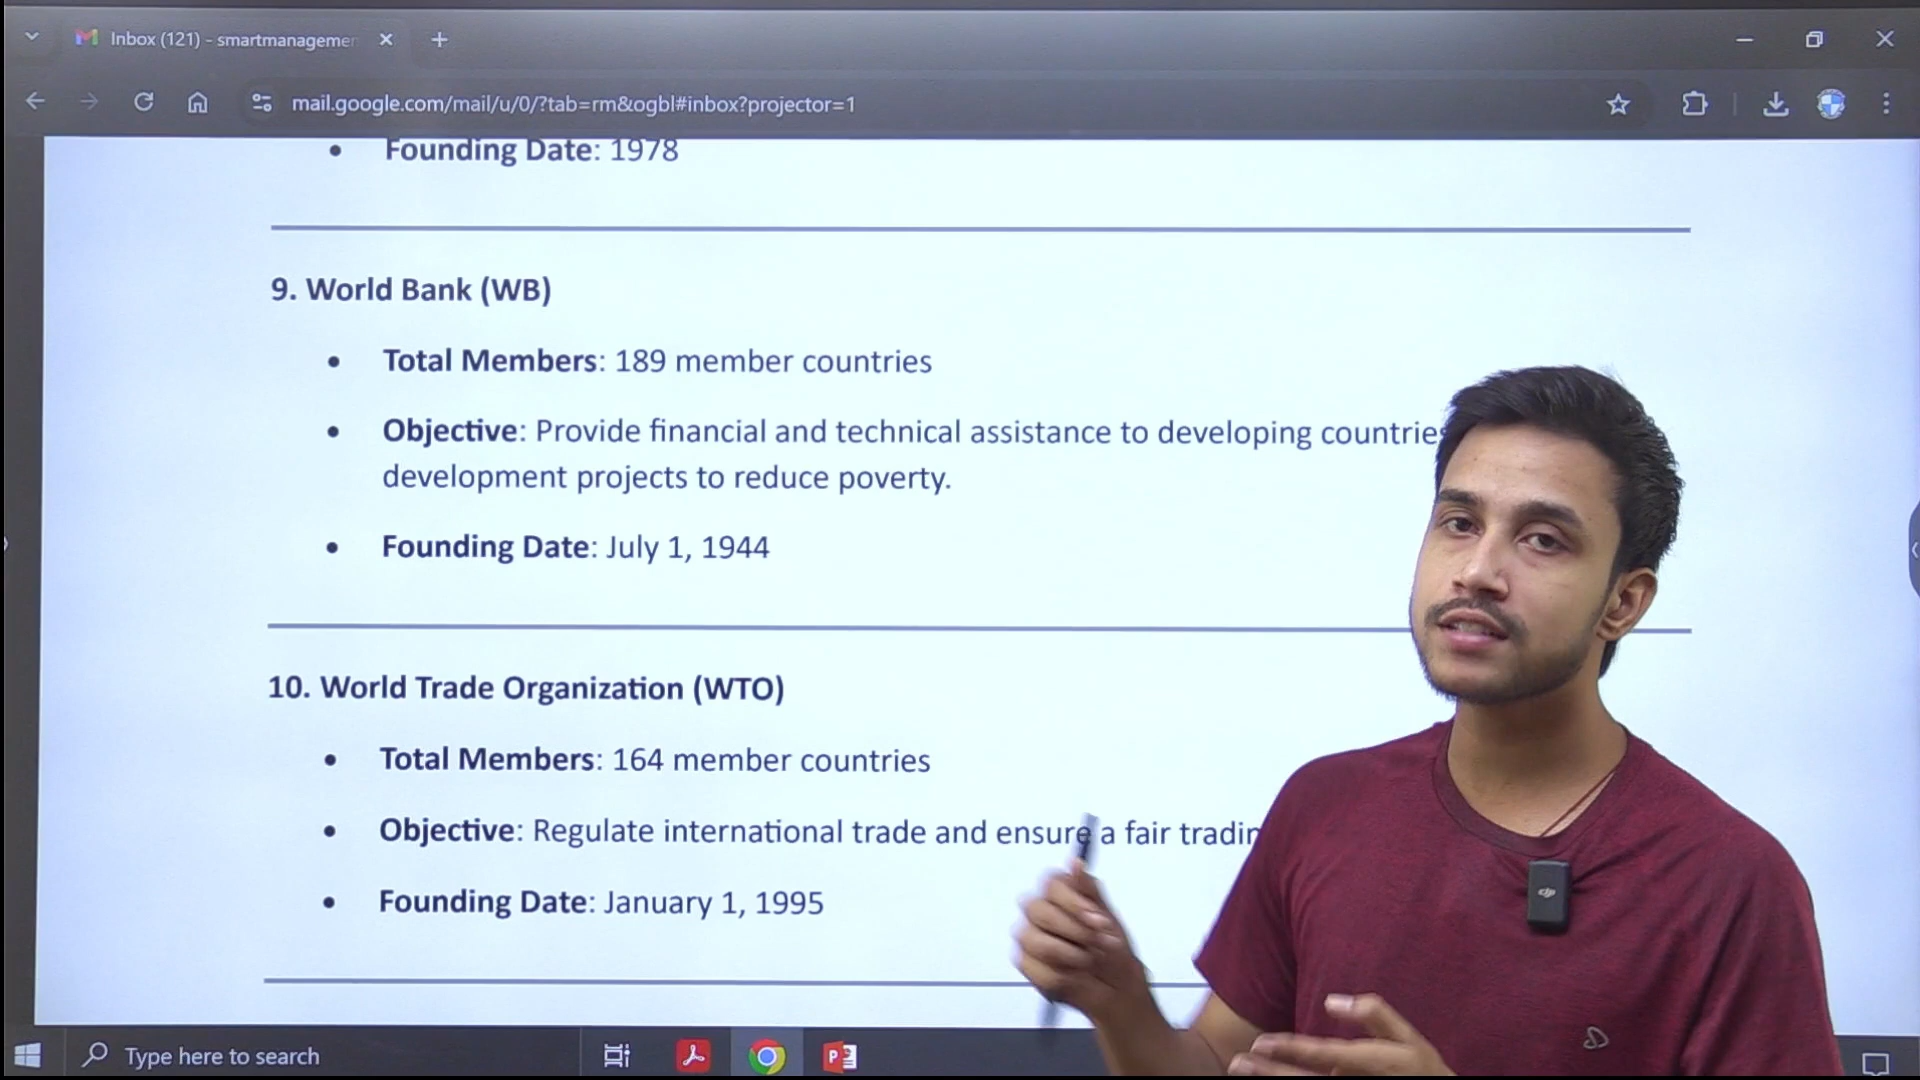 Inbox (121) - smartmanagemer
mail.google.com/mail/u/0/?tab=rm&ogbl#inbox?projector=1
• Founding Date: 1978
9. World Bank (WB)
• Total Members: 189 member countries
• Objective: Provide financial and technical assistance to developing countries
development projects to reduce poverty.
• Founding Date: July 1, 1944
10. World Trade Organization (WTO)
• Total Members: 164 member countries
• Objective: Regulate international trade and ensure a fair tradin
• Founding Date: January 1, 1995
dji
Type here to search